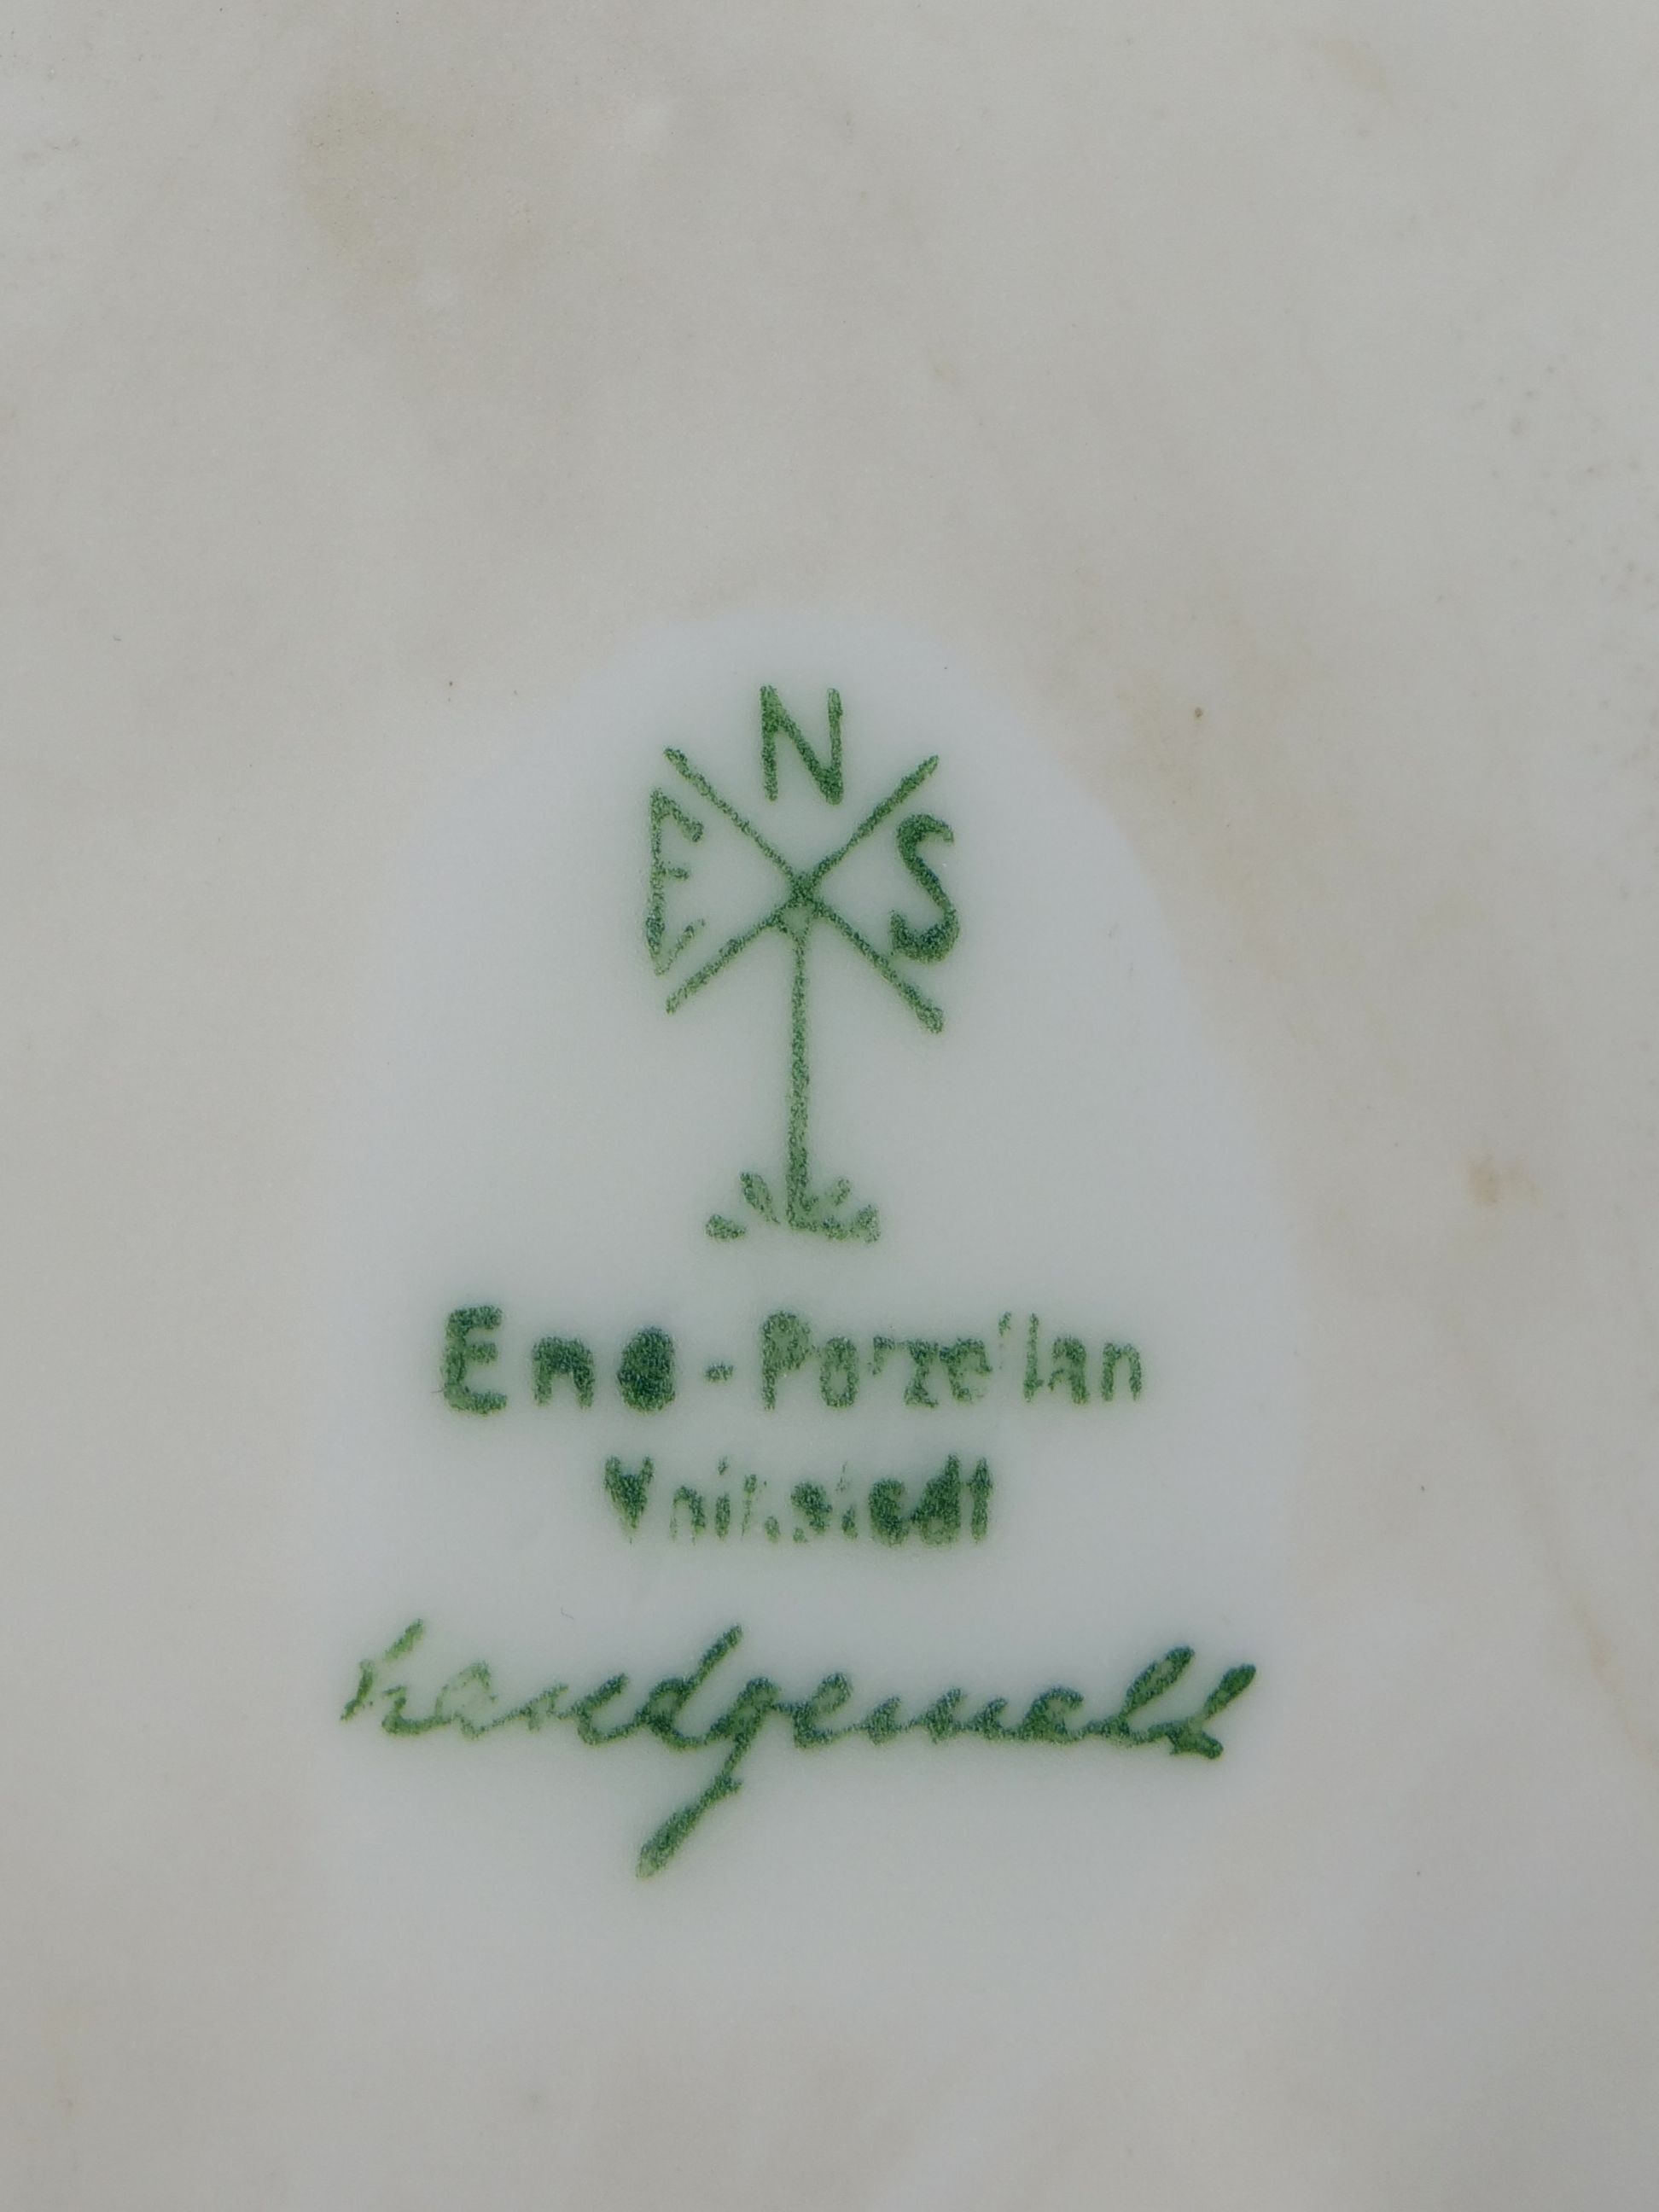 N
E S
Ens-Porzellan
Volkstedt
handgemalt